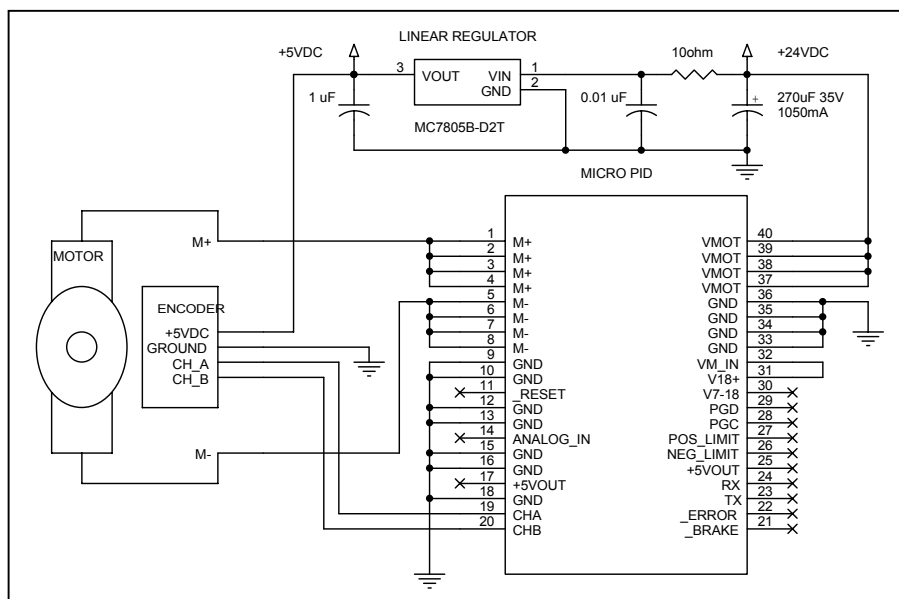 LINEAR REGULATOR
+5VDC
10ohm
+24VDC
3
VOUT
VIN
GND
1
2
1 uF
0.01 uF
+
270uF 35V
1050mA
MC7805B-D2T
MICRO PID
MOTOR
M+
ENCODER
+5VDC
GROUND
CH_A
CH_B
M-
1 M+
2 M+
3 M+
4 M+
5 M-
6 M-
7 M-
8 M-
9 GND
10 GND
11 _RESET
12 GND
13 GND
14 ANALOG_IN
15 GND
16 GND
17 +5VOUT
18 GND
19 CHA
20 CHB
VMOT 40
VMOT 39
VMOT 38
VMOT 37
GND 36
GND 35
GND 34
GND 33
VM_IN 32
V18+ 31
V7-18 30
PGD 29
PGC 28
POS_LIMIT 27
NEG_LIMIT 26
+5VOUT 25
RX 24
TX 23
_ERROR 22
_BRAKE 21